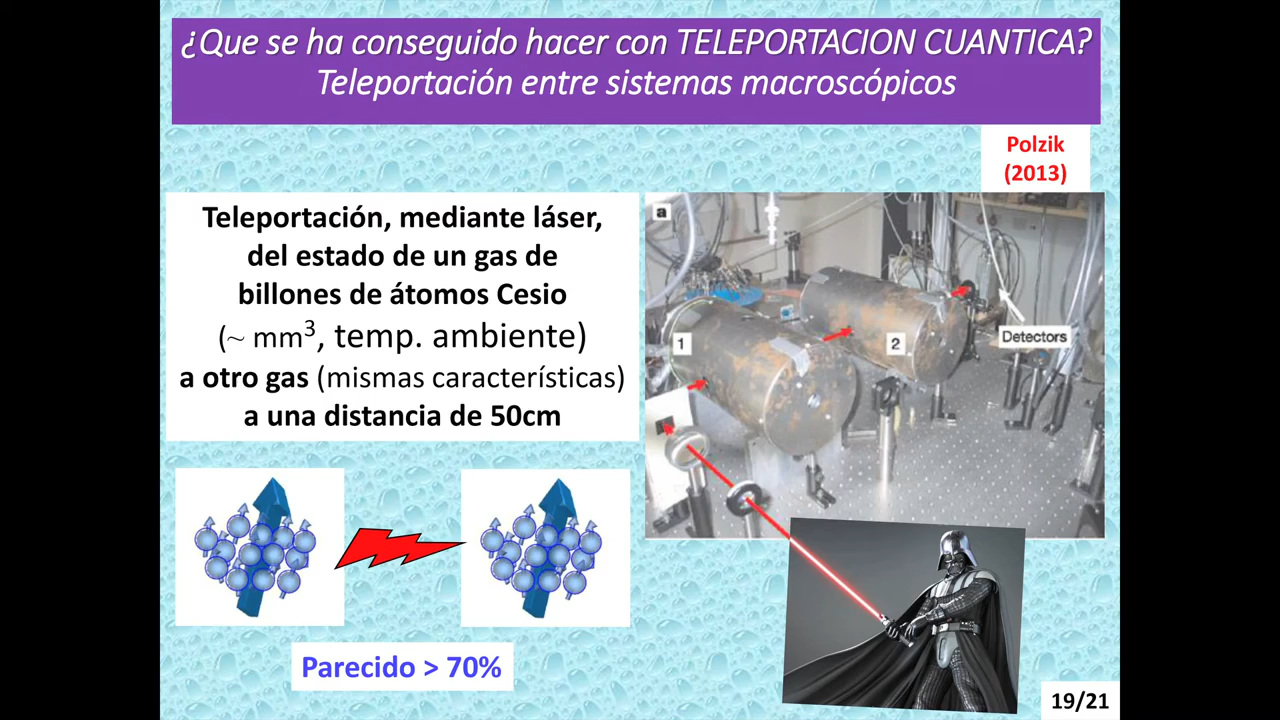 ¿Que se ha conseguido hacer con TELEPORTACION CUANTICA?
Teleportación entre sistemas macroscópicos
Polzik
(2013)
Teleportación, mediante láser,
del estado de un gas de
billones de átomos Cesio
(~ mm³, temp. ambiente)
a otro gas (mismas características)
a una distancia de 50cm
a
1
2
Detectors
Parecido > 70%
19/21